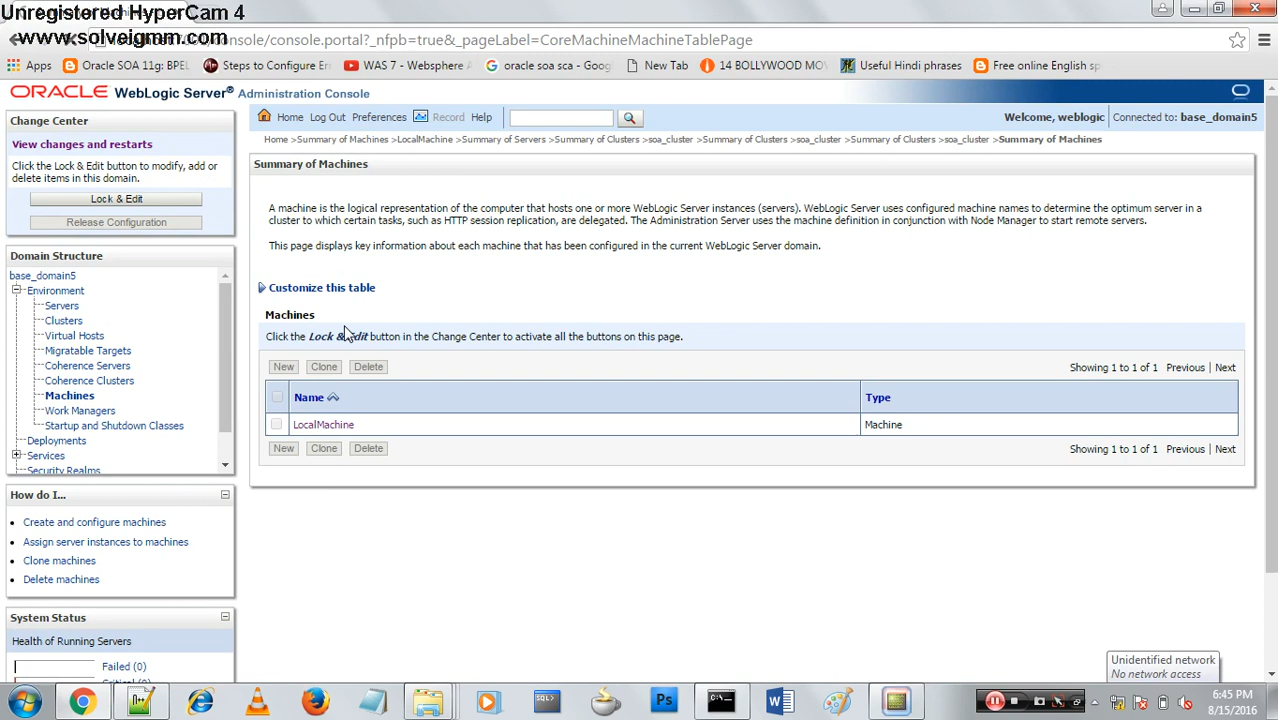 Unregistered HyperCam 4
www.solveigmm.com
/console/console.portal?_nfpb=true&_pageLabel=CoreMachineMachineTablePage
Apps Oracle SOA 11g: BPEL Steps to Configure Er WAS 7 - Websphere A oracle soa sca - Goog New Tab 14 BOLLYWOOD MOV Useful Hindi phrases Free online English sp
ORACLE WebLogic Server® Administration Console
Change Center
View changes and restarts
Click the Lock & Edit button to modify, add or
delete items in this domain.
Lock & Edit
Release Configuration
Domain Structure
base_domain5
Environment
Servers
Clusters
Virtual Hosts
Migratable Targets
Coherence Servers
Coherence Clusters
Machines
Work Managers
Startup and Shutdown Classes
Deployments
Services
Security Realms
How do I...
Create and configure machines
Assign server instances to machines
Clone machines
Delete machines
System Status
Health of Running Servers
Failed (0)
Home Log Out Preferences Record Help
Welcome, weblogic Connected to: base_domain5
Home >Summary of Machines >LocalMachine >Summary of Servers >Summary of Clusters >soa_cluster >Summary of Clusters >soa_cluster >Summary of Clusters >soa_cluster >Summary of Machines
Summary of Machines
A machine is the logical representation of the computer that hosts one or more WebLogic Server instances (servers). WebLogic Server uses configured machine names to determine the optimum server in a
cluster to which certain tasks, such as HTTP session replication, are delegated. The Administration Server uses the machine definition in conjunction with Node Manager to start remote servers.
This page displays key information about each machine that has been configured in the current WebLogic Server domain.
Customize this table
Machines
Click the Lock & Edit button in the Change Center to activate all the buttons on this page.
New Clone Delete Showing 1 to 1 of 1 Previous | Next
Name Type
LocalMachine Machine
New Clone Delete Showing 1 to 1 of 1 Previous | Next
Unidentified network
No network access
SQL>
Ps
6:45 PM
8/15/2016